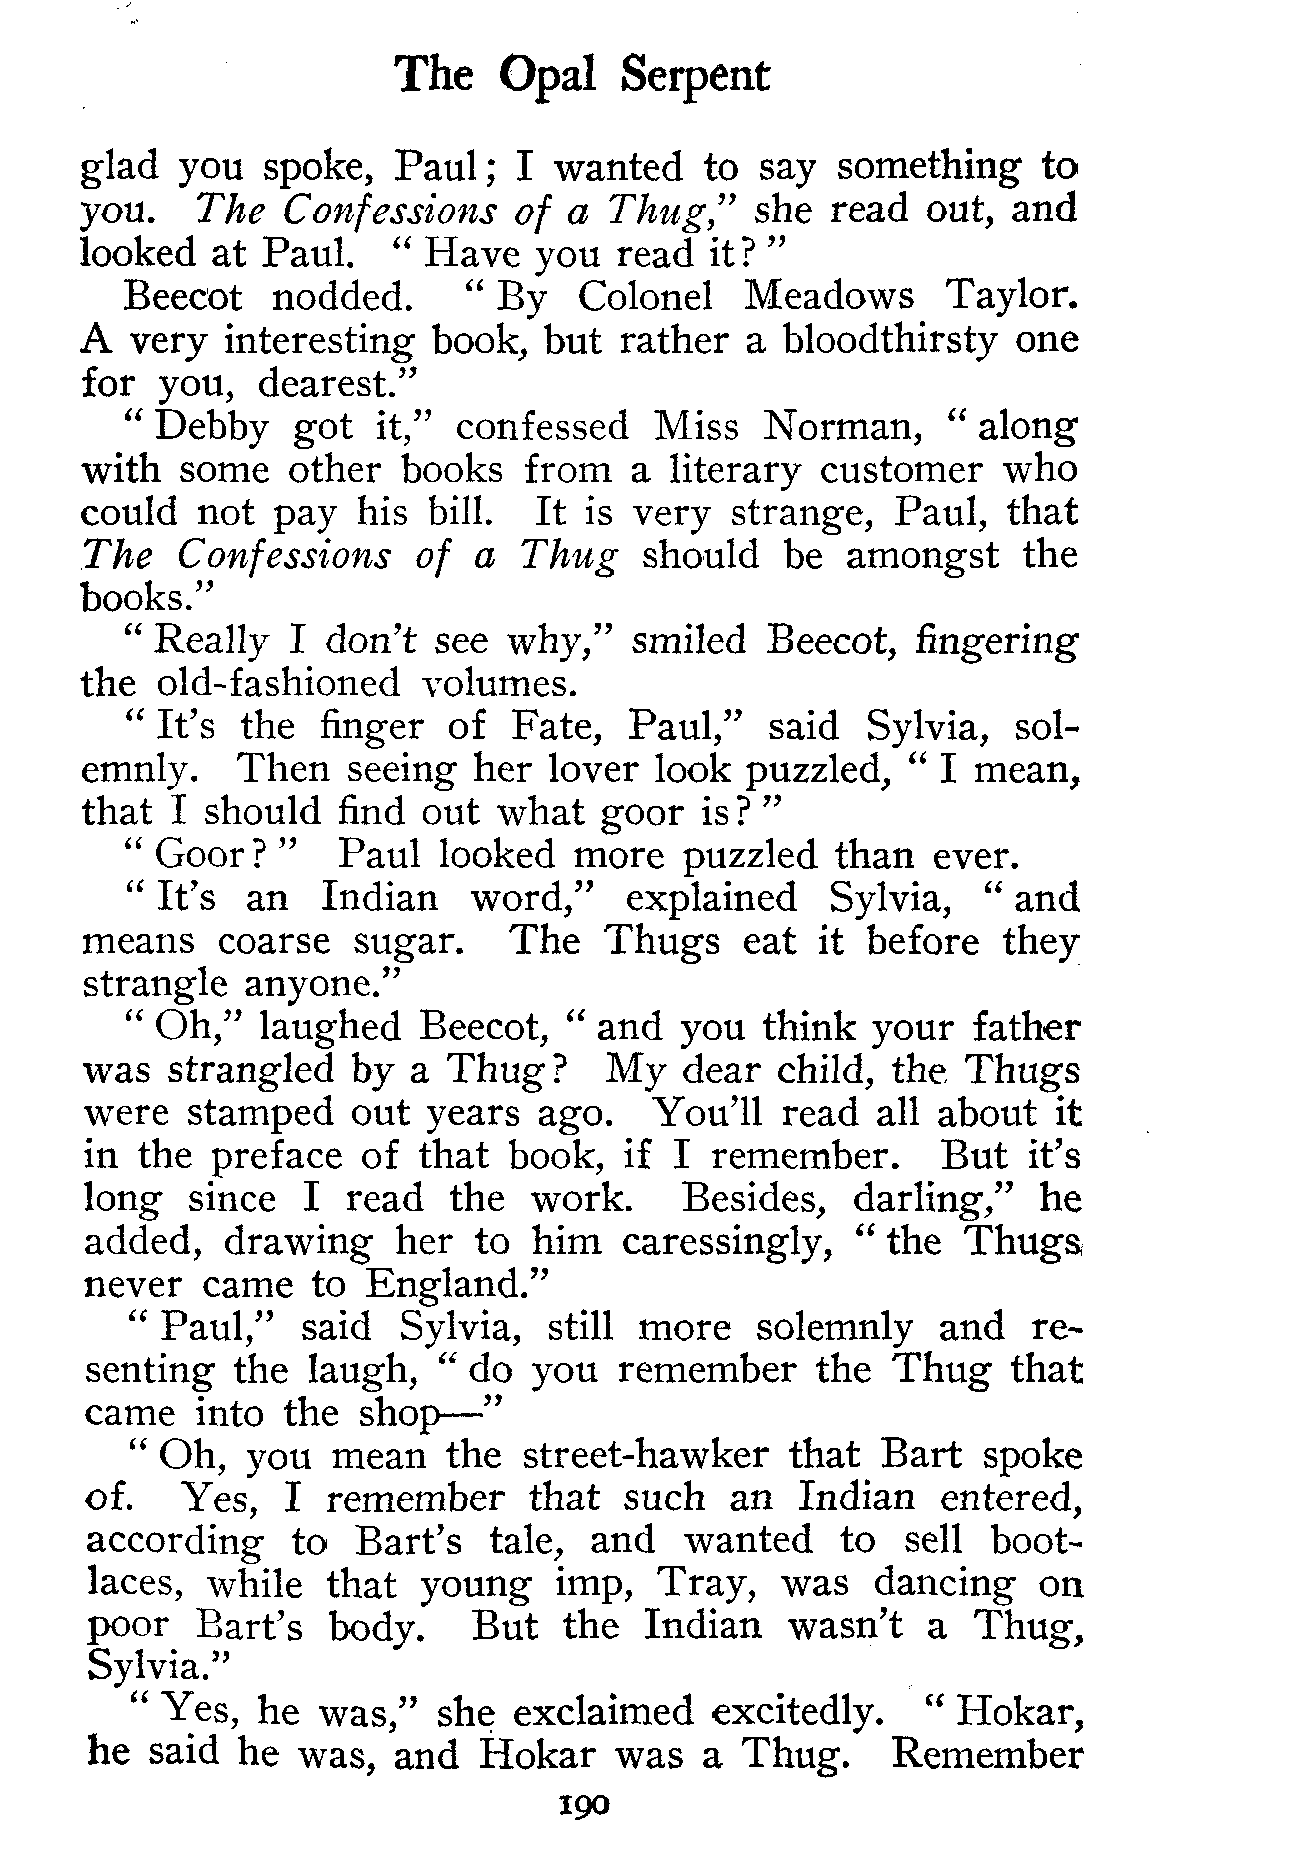 The Opal Serpent
glad you spoke, Paul; I wanted to say something to
you. The Confessions of a Thug," she read out, and
looked at Paul. "Have you read it?"
Beecot nodded. "By Colonel Meadows Taylor.
A very interesting book, but rather a bloodthirsty one
for you, dearest."
"Debby got it," confessed Miss Norman, "along
with some other books from a literary customer who
could not pay his bill. It is very strange, Paul, that
The Confessions of a Thug should be amongst the
books."
"Really I don't see why," smiled Beecot, fingering
the old-fashioned volumes.
"It's the finger of Fate, Paul," said Sylvia, sol-
emnly. Then seeing her lover look puzzled, "I mean,
that I should find out what goor is?"
"Goor?" Paul looked more puzzled than ever.
"It's an Indian word," explained Sylvia, "and
means coarse sugar. The Thugs eat it before they
strangle anyone."
"Oh," laughed Beecot, "and you think your father
was strangled by a Thug? My dear child, the Thugs
were stamped out years ago. You'll read all about it
in the preface of that book, if I remember. But it's
long since I read the work. Besides, darling," he
added, drawing her to him caressingly, "the Thugs
never came to England."
"Paul," said Sylvia, still more solemnly and re-
senting the laugh, "do you remember the Thug that
came into the shop—"
"Oh, you mean the street-hawker that Bart spoke
of. Yes, I remember that such an Indian entered,
according to Bart's tale, and wanted to sell boot-
laces, while that young imp, Tray, was dancing on
poor Bart's body. But the Indian wasn't a Thug,
Sylvia."
"Yes, he was," she exclaimed excitedly. "Hokar,
he said he was, and Hokar was a Thug. Remember
190